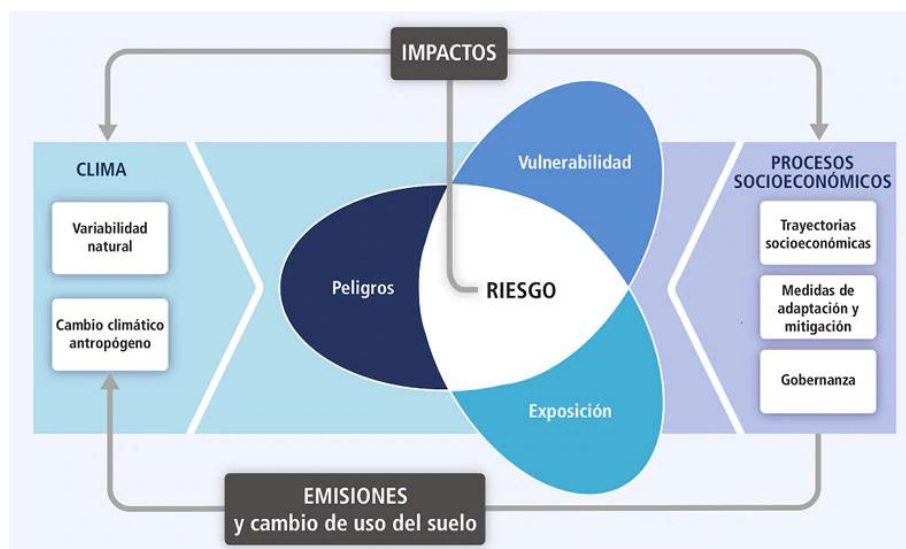 IMPACTOS
CLIMA
Variabilidad
natural
Cambio climático
antropógeno
Peligros
Vulnerabilidad
RIESGO
Exposición
PROCESOS
SOCIOECONÓMICOS
Trayectorias
socioeconómicas
Medidas de
adaptación y
mitigación
Gobernanza
EMISIONES
y cambio de uso del suelo